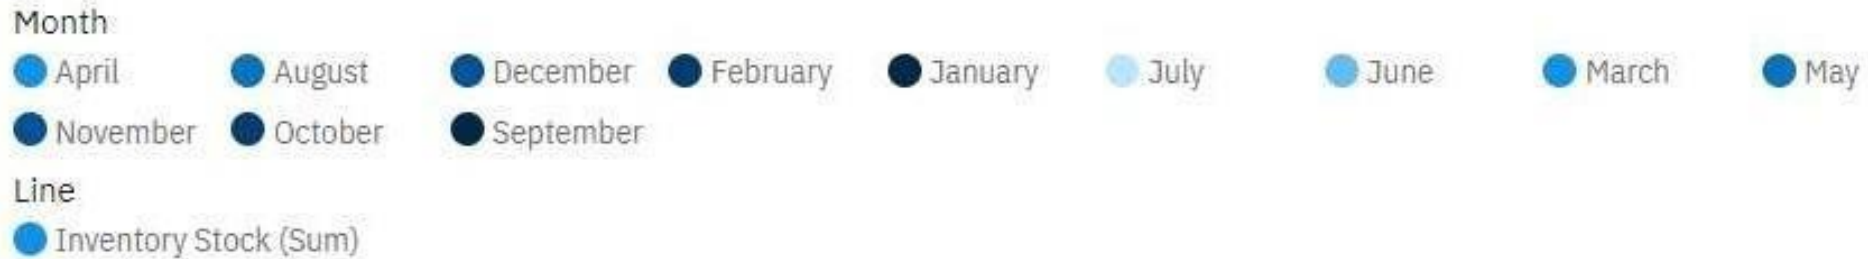 Month
April August December February January July June March May
November October September
Line
Inventory Stock (Sum)